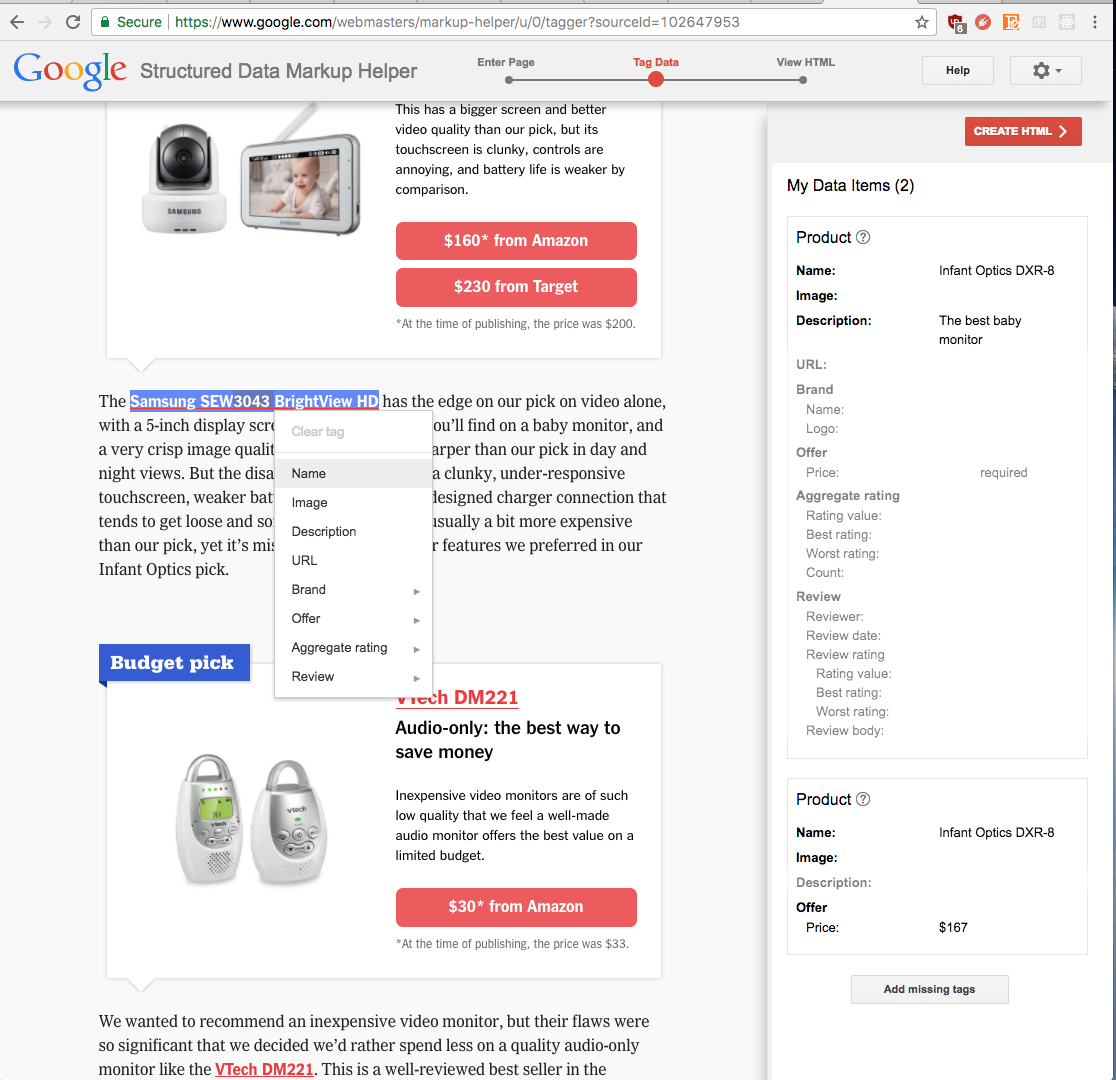 Secure | https://www.google.com/webmasters/markup-helper/u/0/tagger?sourceId=102647953
6
Google Structured Data Markup Helper
Enter Page
Tag Data
View HTML
Help
This has a bigger screen and better
video quality than our pick, but its
touchscreen is clunky, controls are
annoying, and battery life is weaker by
comparison.
SAMSUNG
SAMSUNG
$160* from Amazon
$230 from Target
*At the time of publishing, the price was $200.
The Samsung SEW3043 BrightView HD has the edge on our pick on video alone,
with a 5-inch display scre ou'll find on a baby monitor, and
a very crisp image qualit arper than our pick in day and
night views. But the disa a clunky, under-responsive
touchscreen, weaker bat designed charger connection that
tends to get loose and so usually a bit more expensive
than our pick, yet it's mis r features we preferred in our
Infant Optics pick.
Clear tag
Name
Image
Description
URL
Brand
Offer
Aggregate rating
Review
Budget pick
VTech DM221
Audio-only: the best way to
save money
Inexpensive video monitors are of such
low quality that we feel a well-made
audio monitor offers the best value on a
limited budget.
vtech
vtech
$30* from Amazon
*At the time of publishing, the price was $33.
We wanted to recommend an inexpensive video monitor, but their flaws were
so significant that we decided we'd rather spend less on a quality audio-only
monitor like the VTech DM221. This is a well-reviewed best seller in the
CREATE HTML
My Data Items (2)
Product ?
Name: Infant Optics DXR-8
Image:
Description: The best baby
monitor
URL:
Brand
Name:
Logo:
Offer
Price: required
Aggregate rating
Rating value:
Best rating:
Worst rating:
Count:
Review
Reviewer:
Review date:
Review rating
Rating value:
Best rating:
Worst rating:
Review body:
Product ?
Name: Infant Optics DXR-8
Image:
Description:
Offer
Price: $167
Add missing tags